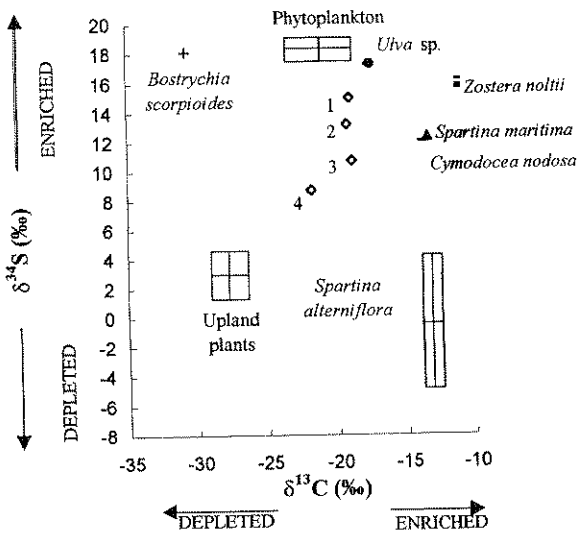 Phytoplankton
20
18
16
14
12
10
8
6
4
2
0
-2
-4
-6
-8
ENRICHED
δ34S (‰)
DEPLETED
Ulva sp.
Bostrychia
scorpioides
Zostera noltii
1
2
3
4
Spartina maritima
Cymodocea nodosa
Spartina
alterniflora
Upland
plants
-35 -30 -25 -20 -15 -10
δ13C (‰)
DEPLETED ENRICHED